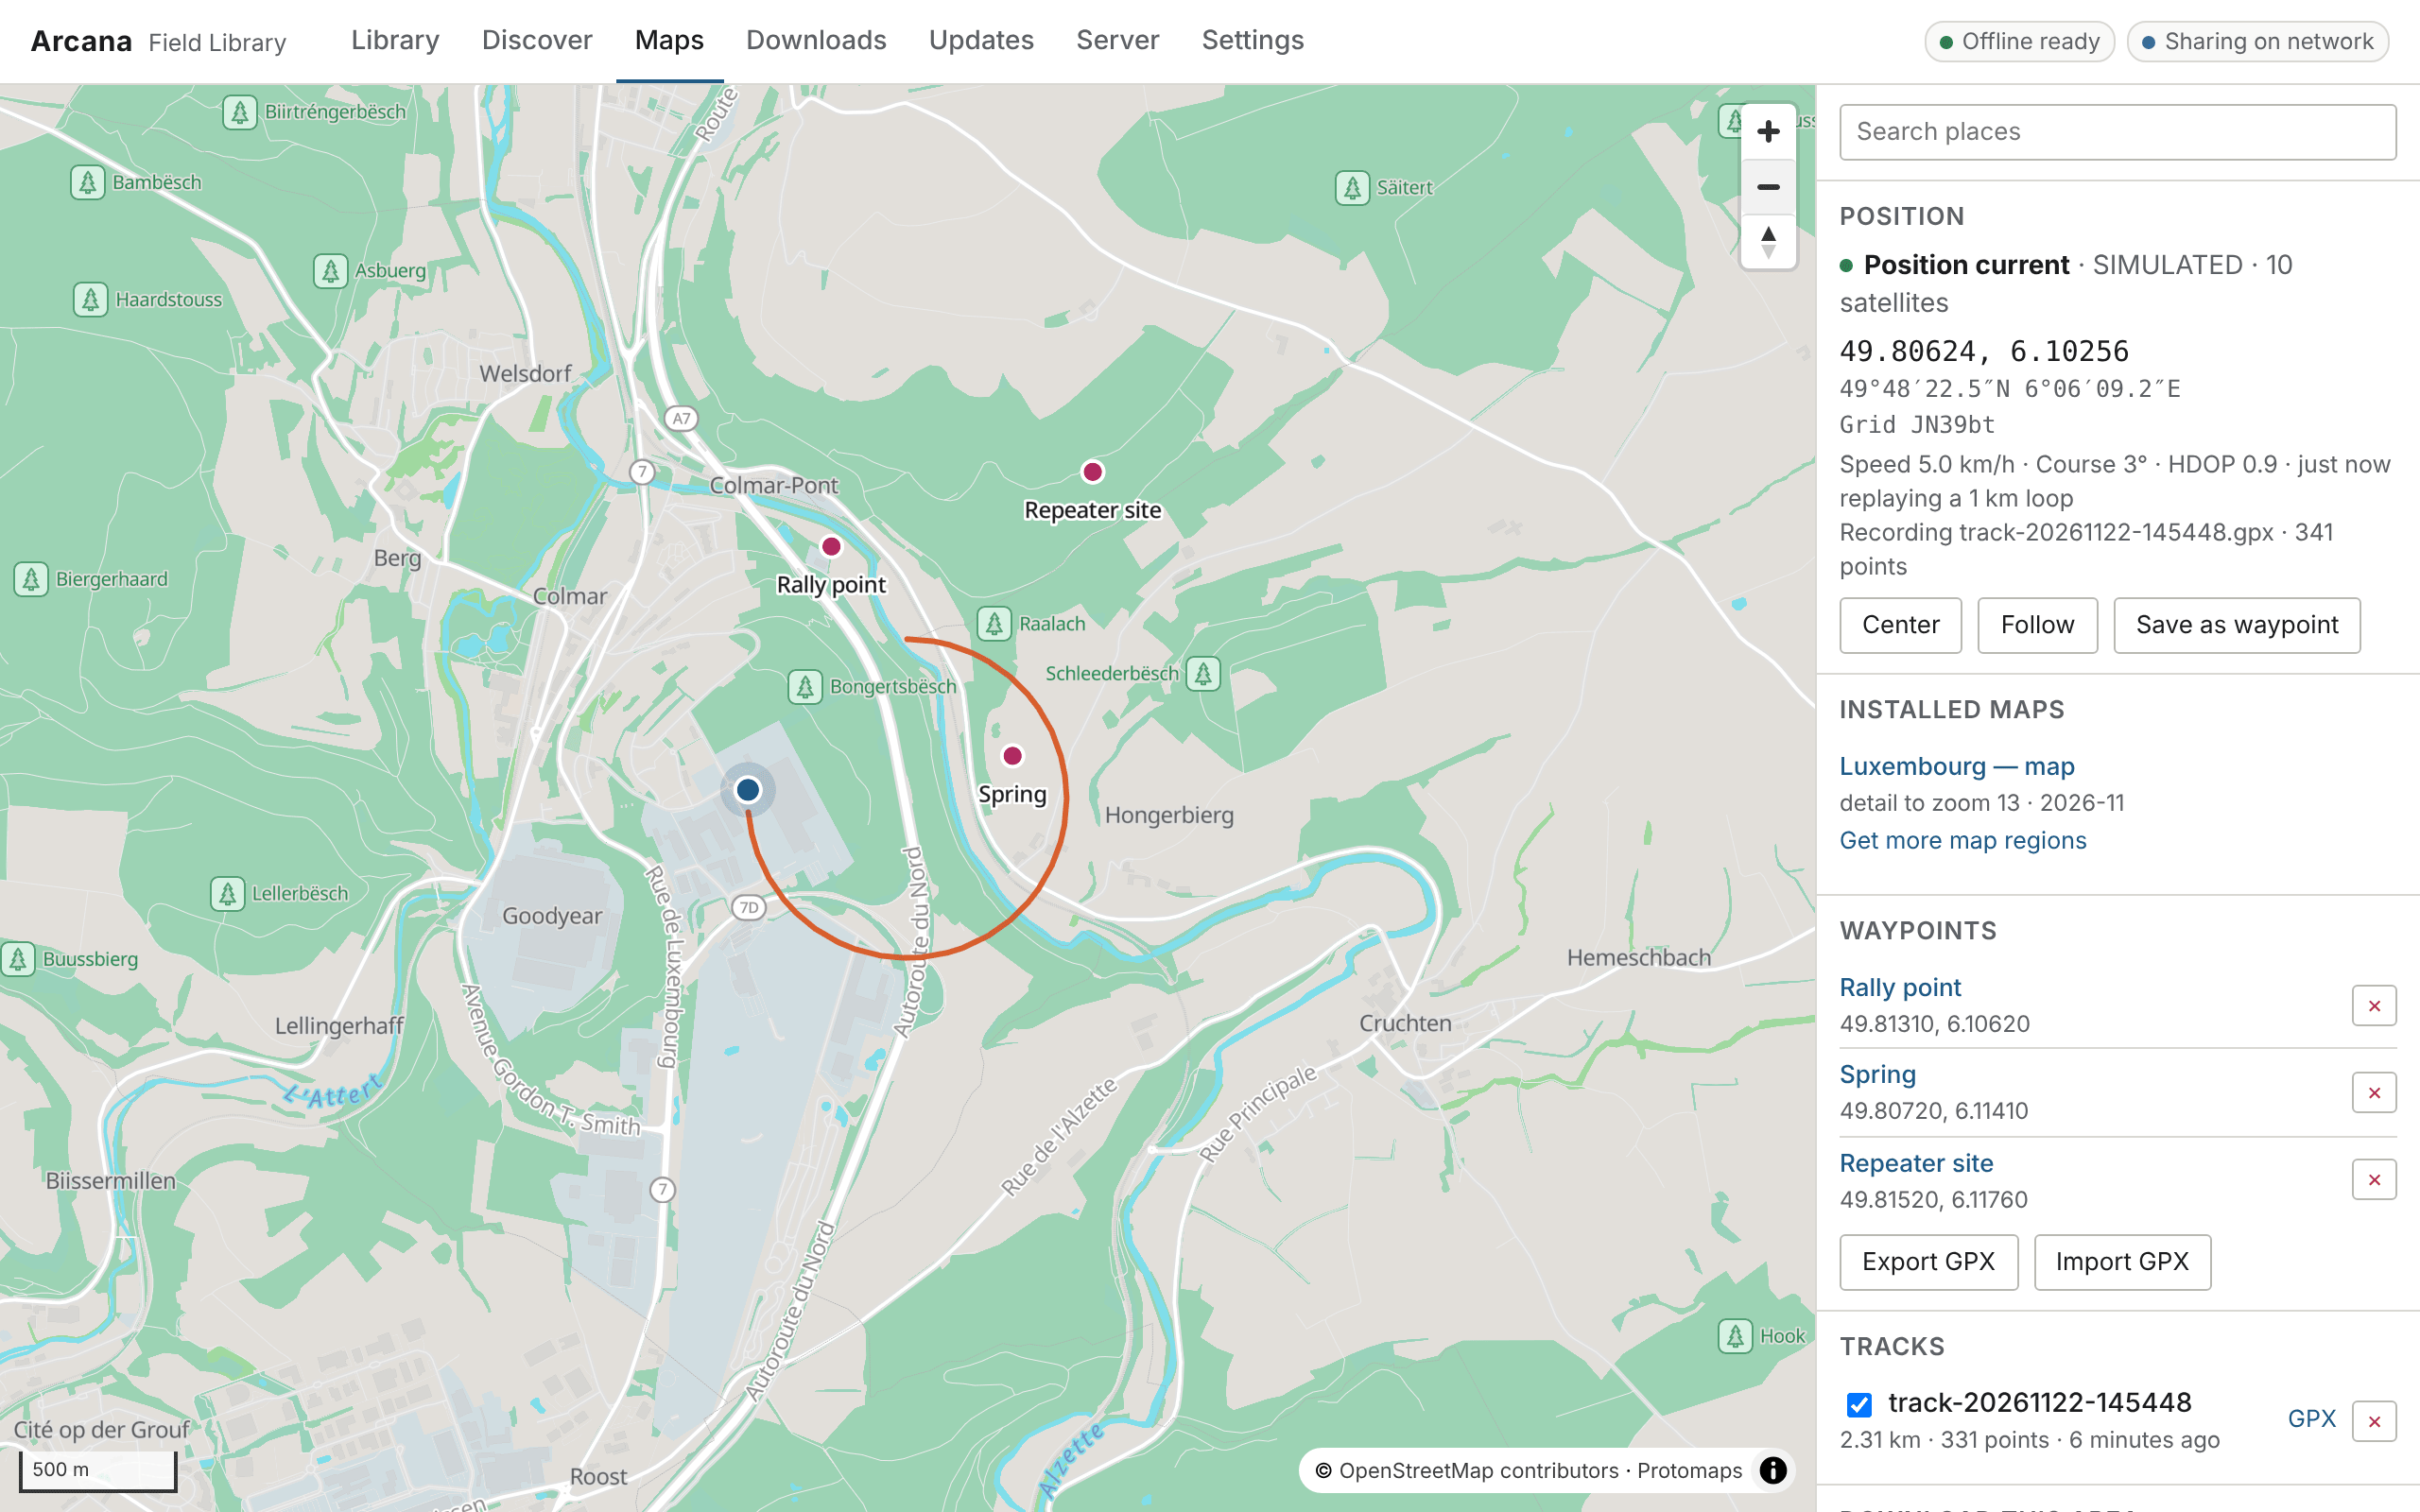 Arcana Field Library Library Discover Maps Downloads Updates Server Settings Offline ready Sharing on network
Biirtréngerbësch
Route
Bambësch
Säitert
Asbuerg
Haardstouss
Welsdorf
A7
7
Colmar-Pont
Repeater site
Rally point
Berg
Biergerhaard
Colmar
Raalach
Schleederbësch
Bongertsbësch
Spring
Hongerbierg
Lellerbësch
Goodyear
7D
Rue de Luxembourg
Autoroute du Nord
Buussbierg
Hemeschbach
Lellingerhaff
Avenue Gordon T. Smith
Cruchten
L'Attert
Rue de l'Alzette
Rue Principale
Biissermillen
7
Autoroute du Nord
Hook
Cité op der Grouf
500 m
Roost
Alzette
© OpenStreetMap contributors · Protomaps
Search places
POSITION
Position current · SIMULATED · 10
satellites
49.80624, 6.10256
49°48′22.5″N 6°06′09.2″E
Grid JN39bt
Speed 5.0 km/h · Course 3° · HDOP 0.9 · just now
replaying a 1 km loop
Recording track-20261122-145448.gpx · 341
points
Center Follow Save as waypoint
INSTALLED MAPS
Luxembourg — map
detail to zoom 13 · 2026-11
Get more map regions
WAYPOINTS
Rally point
49.81310, 6.10620
×
Spring
49.80720, 6.11410
×
Repeater site
49.81520, 6.11760
×
Export GPX Import GPX
TRACKS
track-20261122-145448
2.31 km · 331 points · 6 minutes ago
GPX ×